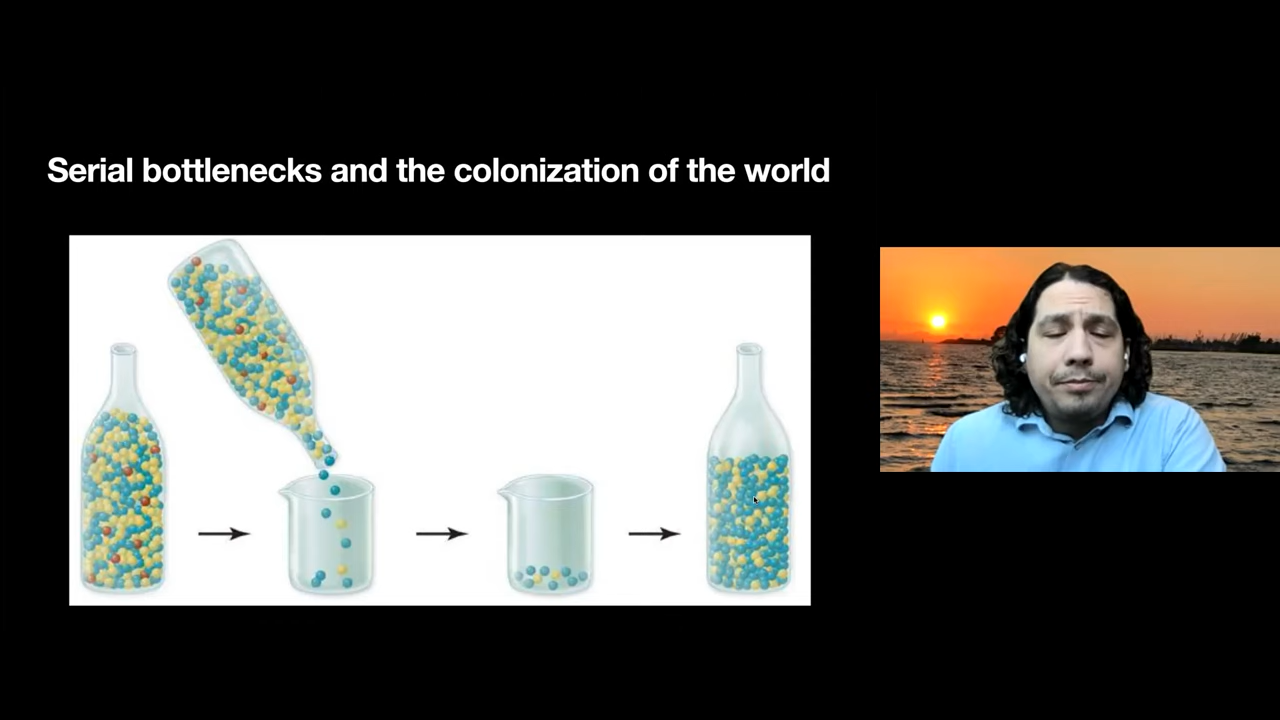 Serial bottlenecks and the colonization of the world